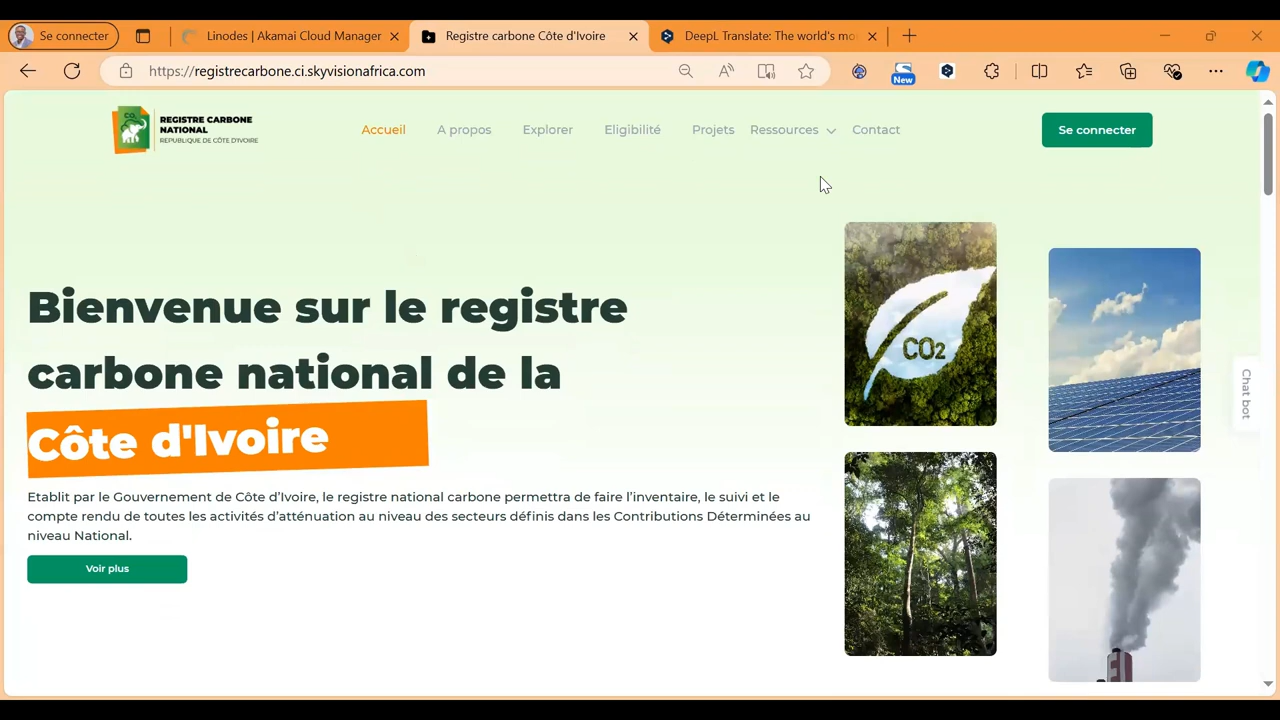 Se connecter
Linodes | Akamai Cloud Manager
Registre carbone Côte d'Ivoire
DeepL Translate: The world's mo
https://registrecarbone.ci.skyvisionafrica.com
New
CO₂
REGISTRE CARBONE
NATIONAL
REPUBLIQUE DE CÔTE D'IVOIRE
Accueil
A propos
Explorer
Eligibilité
Projets
Ressources
Contact
Se connecter
Bienvenue sur le registre
carbone national de la
Côte d'Ivoire
Etablit par le Gouvernement de Côte d'Ivoire, le registre national carbone permettra de faire l'inventaire, le suivi et le
compte rendu de toutes les activités d'atténuation au niveau des secteurs définis dans les Contributions Déterminées au
niveau National.
Voir plus
CO2
Chat bot